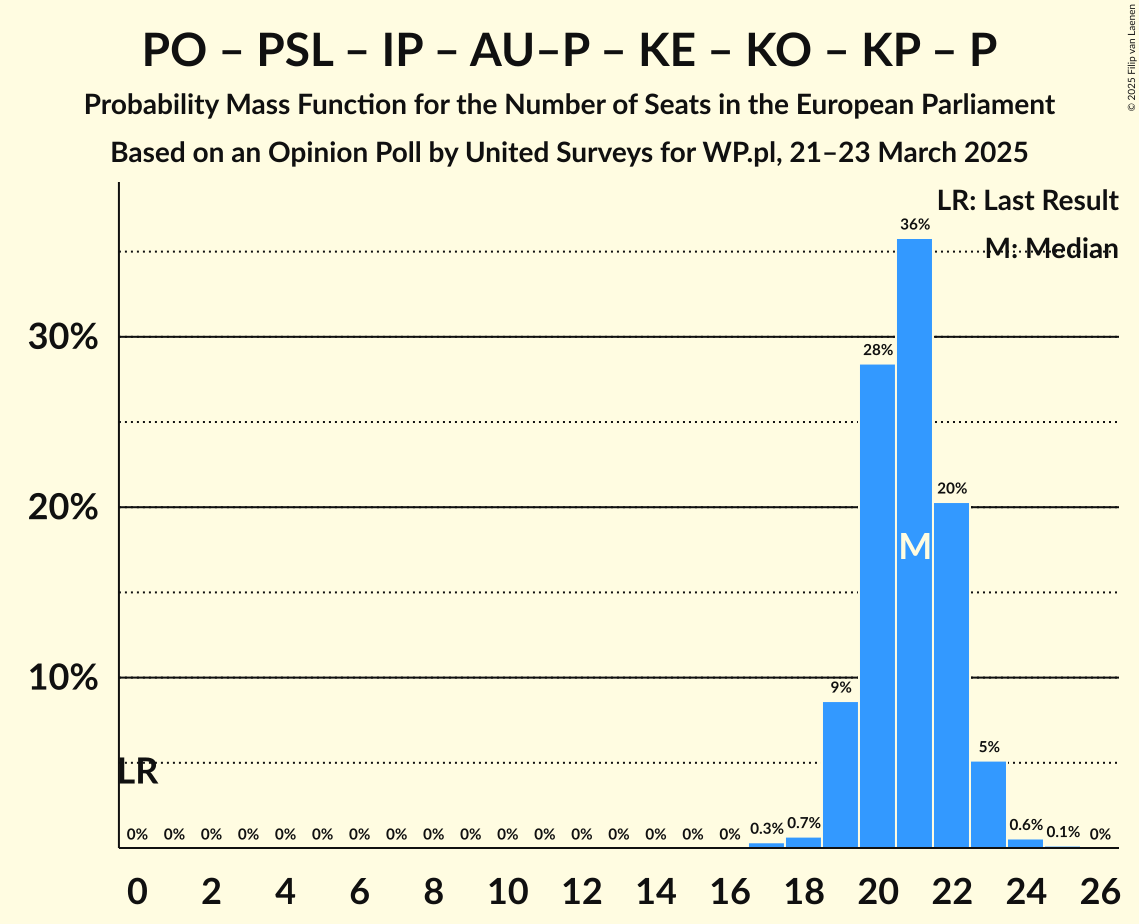 PO – PSL – IP – AU–P – KE – KO – KP – P
Probability Mass Function for the Number of Seats in the European Parliament
Based on an Opinion Poll by United Surveys for WP.pl, 21–23 March 2025
© 2025 Filip van Laenen
LR: Last Result
M: Median
30%
20%
10%
LR
M
0% 0% 0% 0% 0% 0% 0% 0% 0% 0% 0% 0% 0% 0% 0% 0% 0% 0.3% 0.7% 9% 28% 36% 20% 5% 0.6% 0.1% 0%
0 2 4 6 8 10 12 14 16 18 20 22 24 26